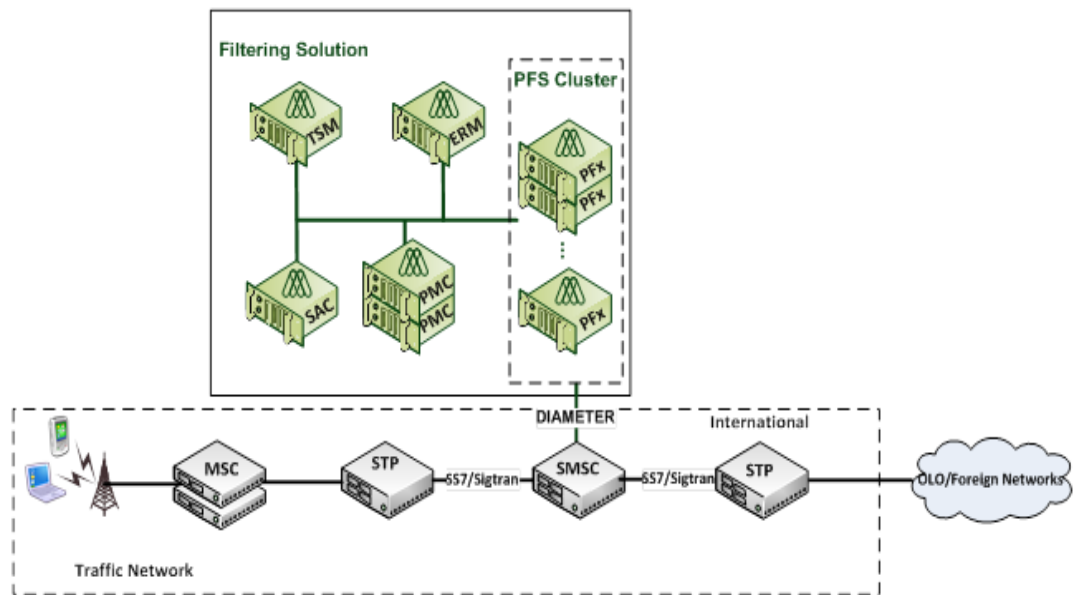 Filtering Solution
PFS Cluster
TSM
ERM
PFx
PFx
SAC
PMC
PMC
PFx
DIAMETER
International
MSC
STP
SS7/Sigtran
SMSC
SS7/Sigtran
STP
OLO/Foreign Networks
Traffic Network